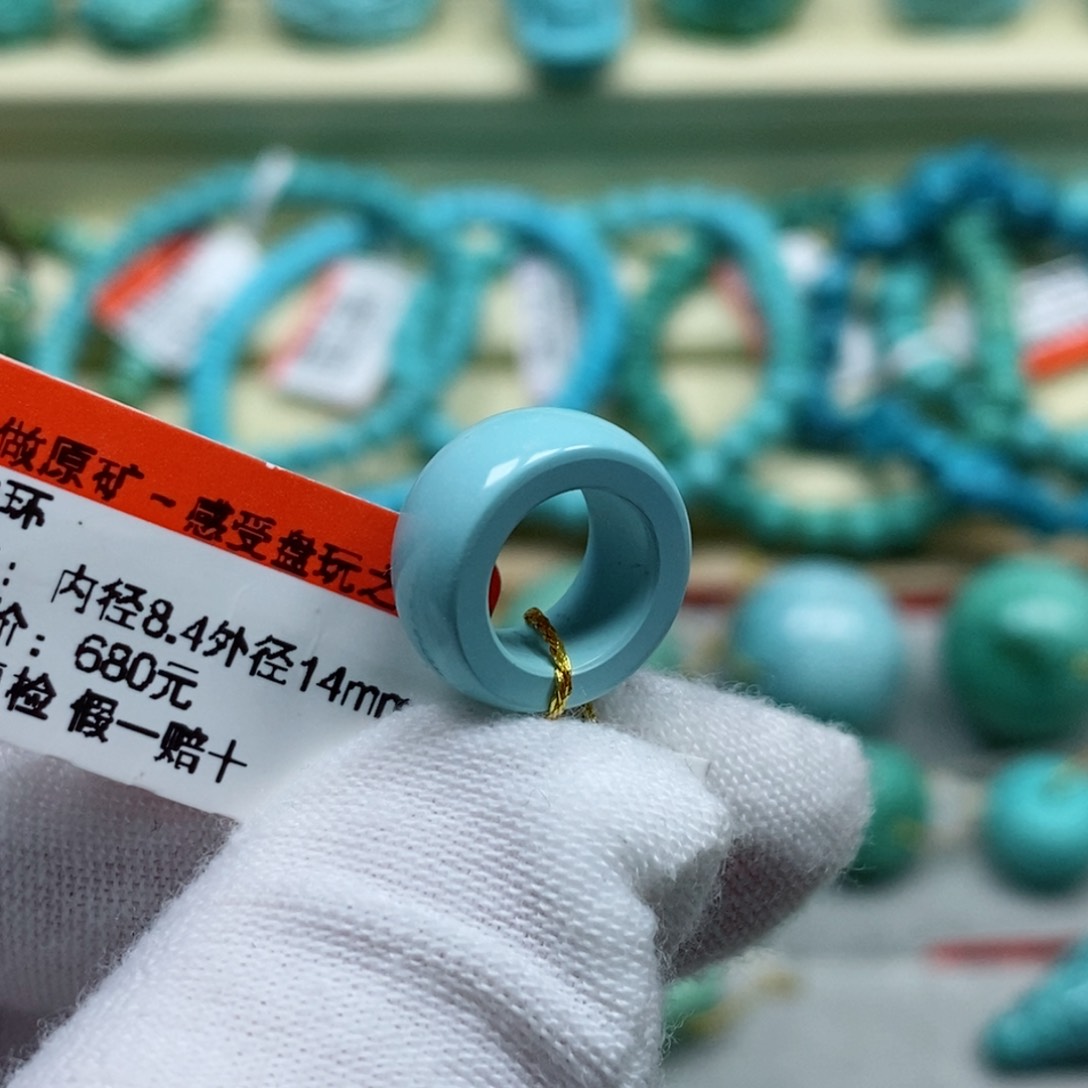 做原矿-感受盘玩之
环
: 内径8.4外径14mm
价: 680元
检 假一赔十